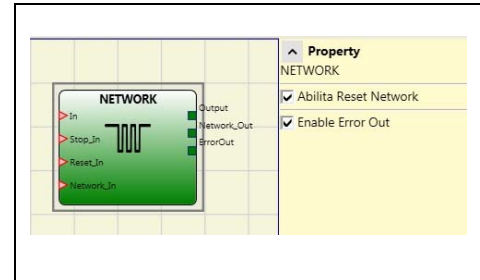 NETWORK
In
Stop_In
Reset_In
Network_In
Output
Network_Out
ErrorOut
Property
NETWORK
Abilita Reset Network
Enable Error Out